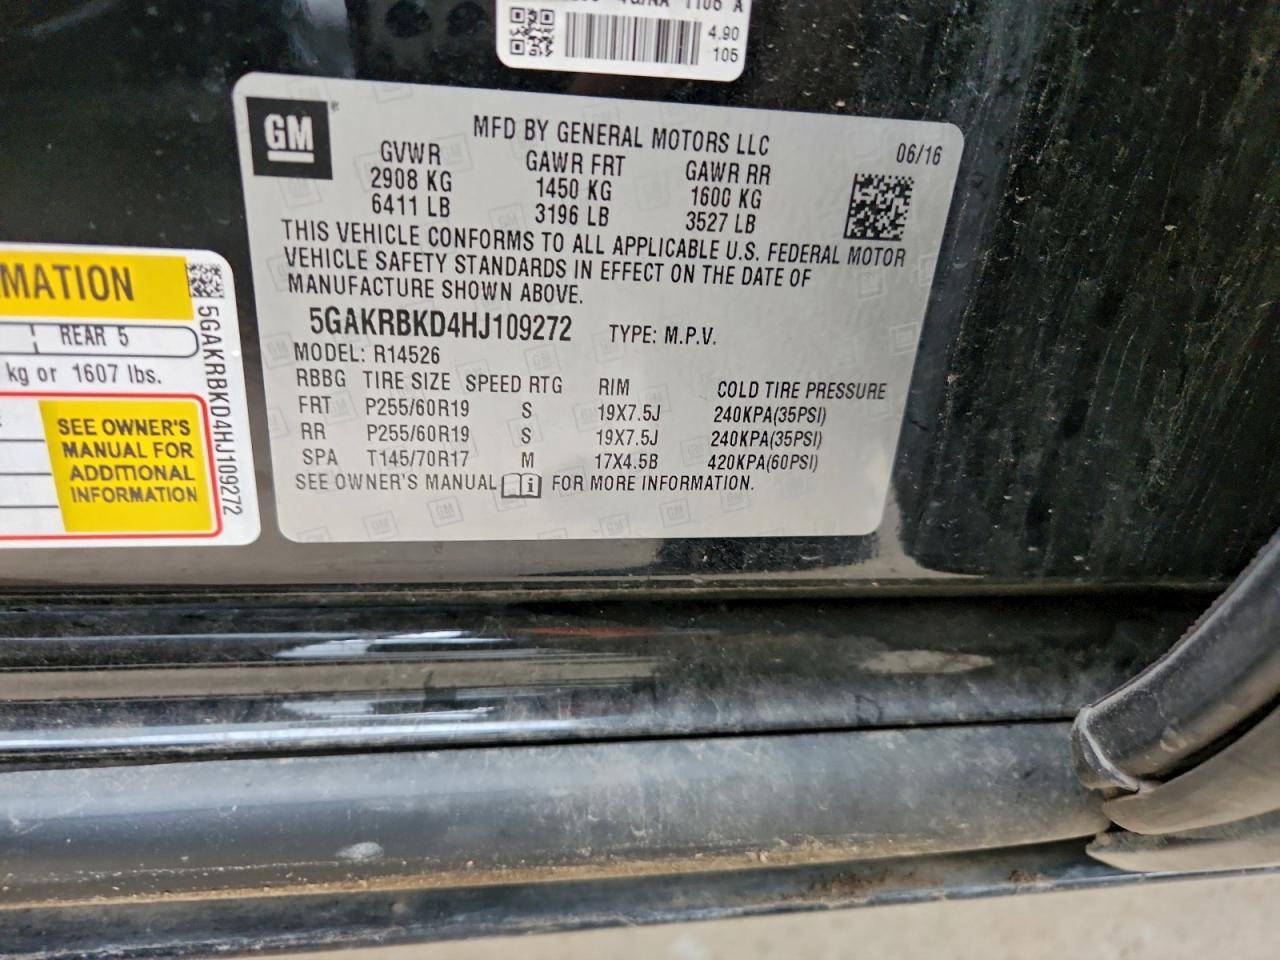 1106 A
4.90
105
GM
MFD BY GENERAL MOTORS LLC
06/16
GVWR GAWR FRT GAWR RR
2908 KG 1450 KG 1600 KG
6411 LB 3196 LB 3527 LB
THIS VEHICLE CONFORMS TO ALL APPLICABLE U.S. FEDERAL MOTOR
VEHICLE SAFETY STANDARDS IN EFFECT ON THE DATE OF
MANUFACTURE SHOWN ABOVE.
5GAKRBKD4HJ109272 TYPE: M.P.V.
MODEL: R14526
RBBG TIRE SIZE SPEED RTG RIM COLD TIRE PRESSURE
FRT P255/60R19 S 19X7.5J 240KPA(35PSI)
RR P255/60R19 S 19X7.5J 240KPA(35PSI)
SPA T145/70R17 M 17X4.5B 420KPA(60PSI)
SEE OWNER'S MANUAL FOR MORE INFORMATION.
MATION
REAR 5
kg or 1607 lbs.
SEE OWNER'S
MANUAL FOR
ADDITIONAL
INFORMATION
5GAKRBKD4HJ109272